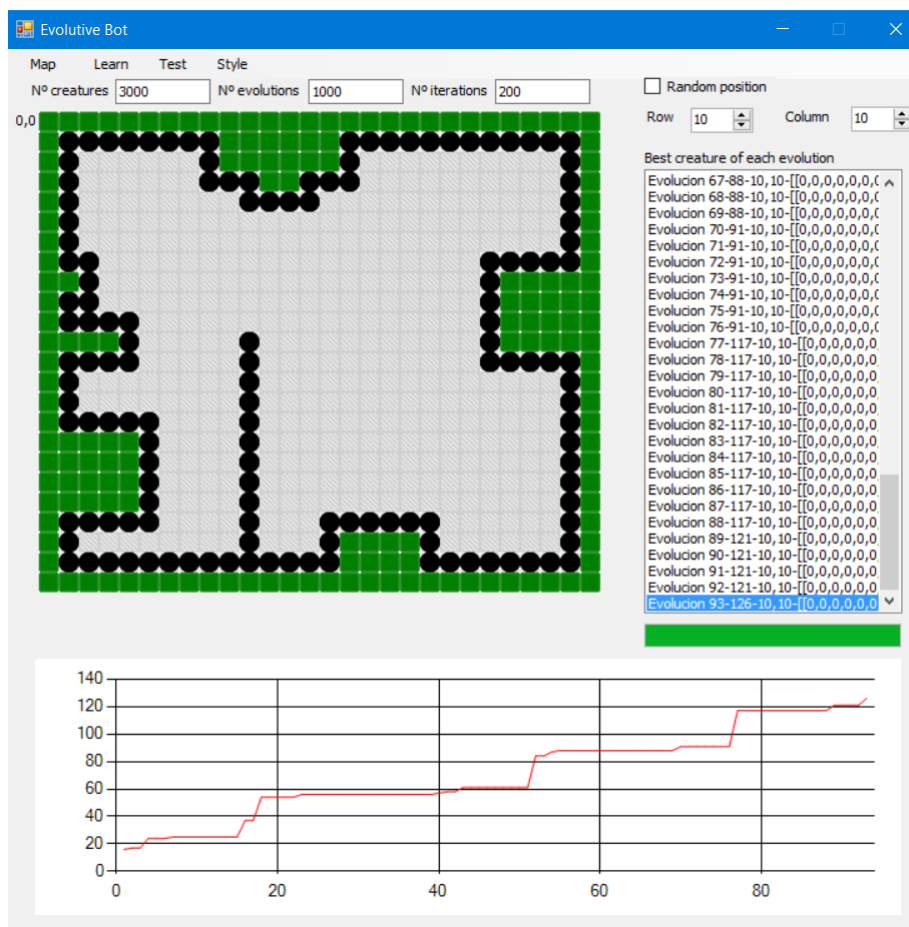 Evolutive Bot
Map Learn Test Style
Nº creatures 3000 Nº evolutions 1000 Nº iterations 200
Random position
0,0
Row 10 Column 10
Best creature of each evolution
Evolucion 67-88-10,10-[[0,0,0,0,0,0,0
Evolucion 68-88-10,10-[[0,0,0,0,0,0,0
Evolucion 69-88-10,10-[[0,0,0,0,0,0,0
Evolucion 70-91-10,10-[[0,0,0,0,0,0,0
Evolucion 71-91-10,10-[[0,0,0,0,0,0,0
Evolucion 72-91-10,10-[[0,0,0,0,0,0,0
Evolucion 73-91-10,10-[[0,0,0,0,0,0,0
Evolucion 74-91-10,10-[[0,0,0,0,0,0,0
Evolucion 75-91-10,10-[[0,0,0,0,0,0,0
Evolucion 76-91-10,10-[[0,0,0,0,0,0,0
Evolucion 77-117-10,10-[[0,0,0,0,0,0
Evolucion 78-117-10,10-[[0,0,0,0,0,0
Evolucion 79-117-10,10-[[0,0,0,0,0,0
Evolucion 80-117-10,10-[[0,0,0,0,0,0
Evolucion 81-117-10,10-[[0,0,0,0,0,0
Evolucion 82-117-10,10-[[0,0,0,0,0,0
Evolucion 83-117-10,10-[[0,0,0,0,0,0
Evolucion 84-117-10,10-[[0,0,0,0,0,0
Evolucion 85-117-10,10-[[0,0,0,0,0,0
Evolucion 86-117-10,10-[[0,0,0,0,0,0
Evolucion 87-117-10,10-[[0,0,0,0,0,0
Evolucion 88-117-10,10-[[0,0,0,0,0,0
Evolucion 89-121-10,10-[[0,0,0,0,0,0
Evolucion 90-121-10,10-[[0,0,0,0,0,0
Evolucion 91-121-10,10-[[0,0,0,0,0,0
Evolucion 92-121-10,10-[[0,0,0,0,0,0
Evolucion 93-126-10,10-[[0,0,0,0,0,0
140
120
100
80
60
40
20
0
0 20 40 60 80